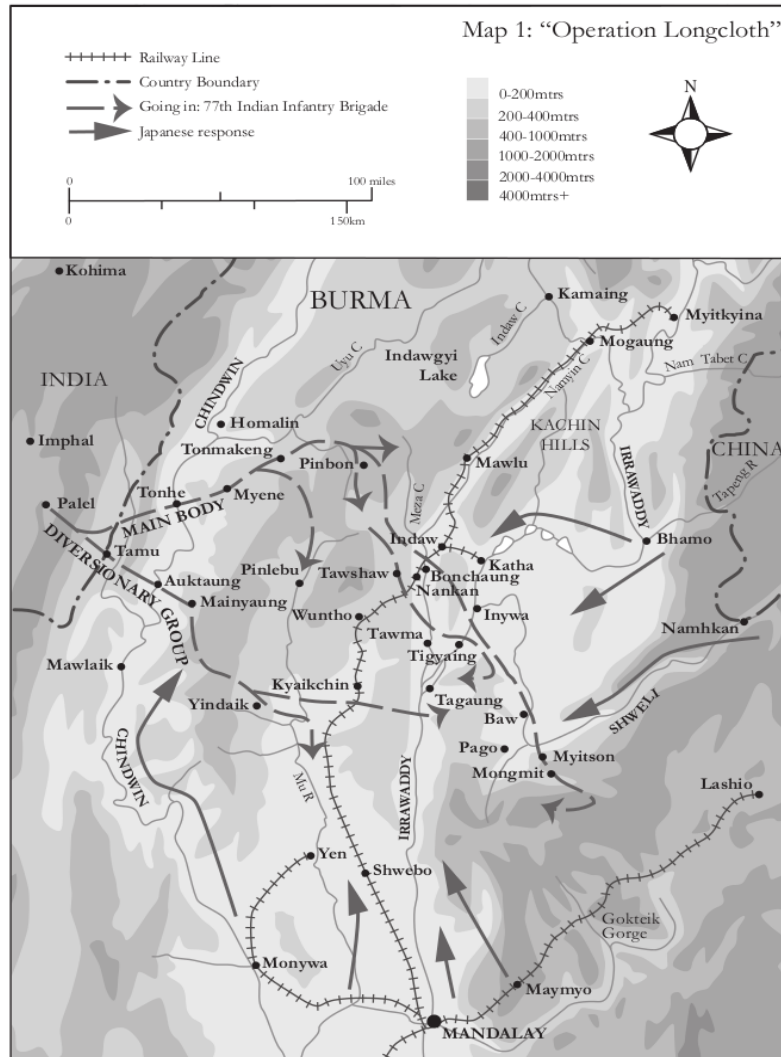 Map 1: “Operation Longcloth”
Railway Line
Country Boundary
Going in: 77th Indian Infantry Brigade
Japanese response
0-200mtrs
200-400mtrs
400-1000mtrs
1000-2000mtrs
2000-4000mtrs
4000mtrs+
N
0
100 miles
0
150km
Kohima
BURMA
Kamaing
Myitkyina
Mogaung
Indaw C
Uyu C
Indawgyi
Lake
Namyin C
Nam Tabet C
INDIA
CHINDWIN
Homalin
KACHIN
HILLS
IRRAWADDY
CHINA
Tapeng R
Imphal
Tonmakeng
Pinbon
Mawlu
Palel
Tonhe
Myene
MAIN BODY
Meza C
Tamu
DIVERSIONARY GROUP
Indaw
Katha
Bhamo
Auktaung
Pinlebu
Tawshaw
Bonchaung
Nankan
Mainyaung
Wuntho
Inywa
Namhkan
Tawma
Tigyaing
Mawlaik
Kyaikchin
Tagaung
Yindaik
Baw
SHWELI
CHINDWIN
Pago
Myitson
Mongmit
Mu R
IRRAWADDY
Lashio
Yen
Shwebo
Gokteik
Gorge
Monywa
Maymyo
MANDALAY